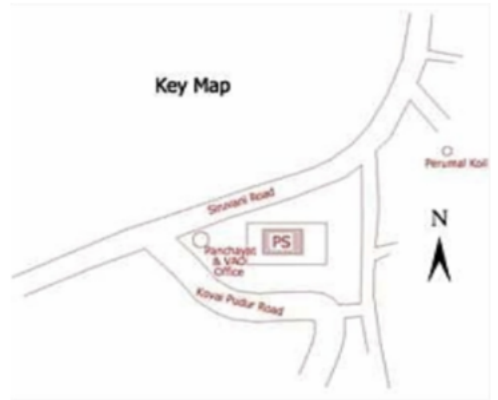 Key Map
Perumal Koil
Siruvani Road
N
PS
Panchayat
& VAO
Office
Kovai Pudur Road